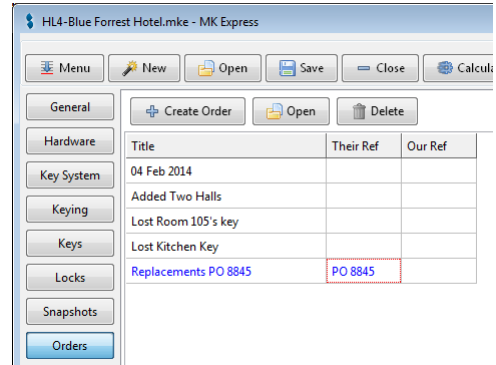 HL4-Blue Forrest Hotel.mke - MK Express
Menu New Open Save Close
General
Hardware
Key System
Keying
Keys
Locks
Snapshots
Orders
Create Order Open Delete
Title Their Ref Our Ref
04 Feb 2014
Added Two Halls
Lost Room 105's key
Lost Kitchen Key
Replacements PO 8845 PO 8845